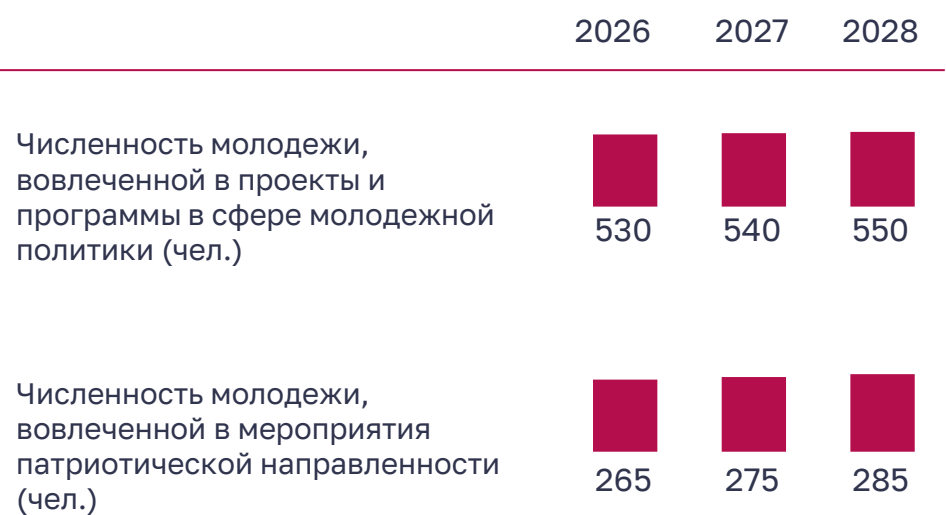 2026 2027 2028
Численность молодежи,
вовлеченной в проекты и
программы в сфере молодежной
политики (чел.)
530 540 550
Численность молодежи,
вовлеченной в мероприятия
патриотической направленности
(чел.)
265 275 285